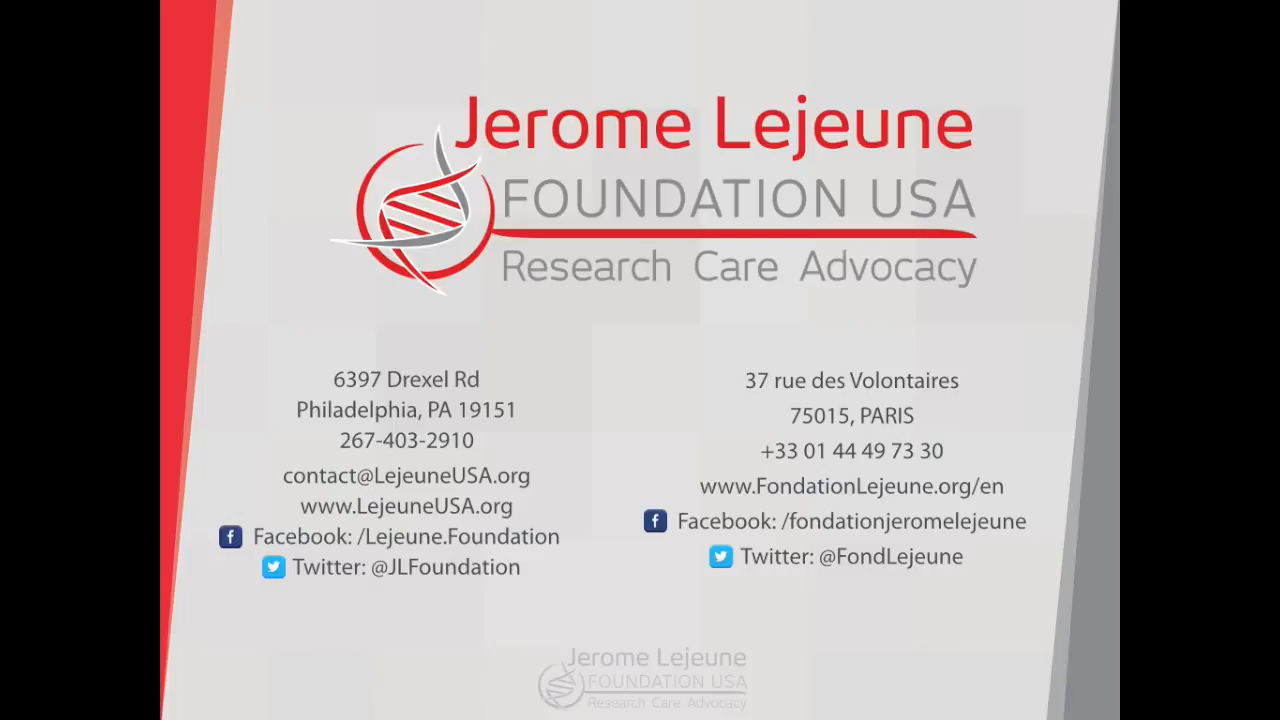 Jerome Lejeune
FOUNDATION USA
Research Care Advocacy
6397 Drexel Rd
Philadelphia, PA 19151
267-403-2910
contact@LejeuneUSA.org
www.LejeuneUSA.org
Facebook: /Lejeune.Foundation
Twitter: @JLFoundation
37 rue des Volontaires
75015, PARIS
+33 01 44 49 73 30
www.FondationLejeune.org/en
Facebook: /fondationjeromelejeune
Twitter: @FondLejeune
Jerome Lejeune
FOUNDATION USA
Research Care Advocacy